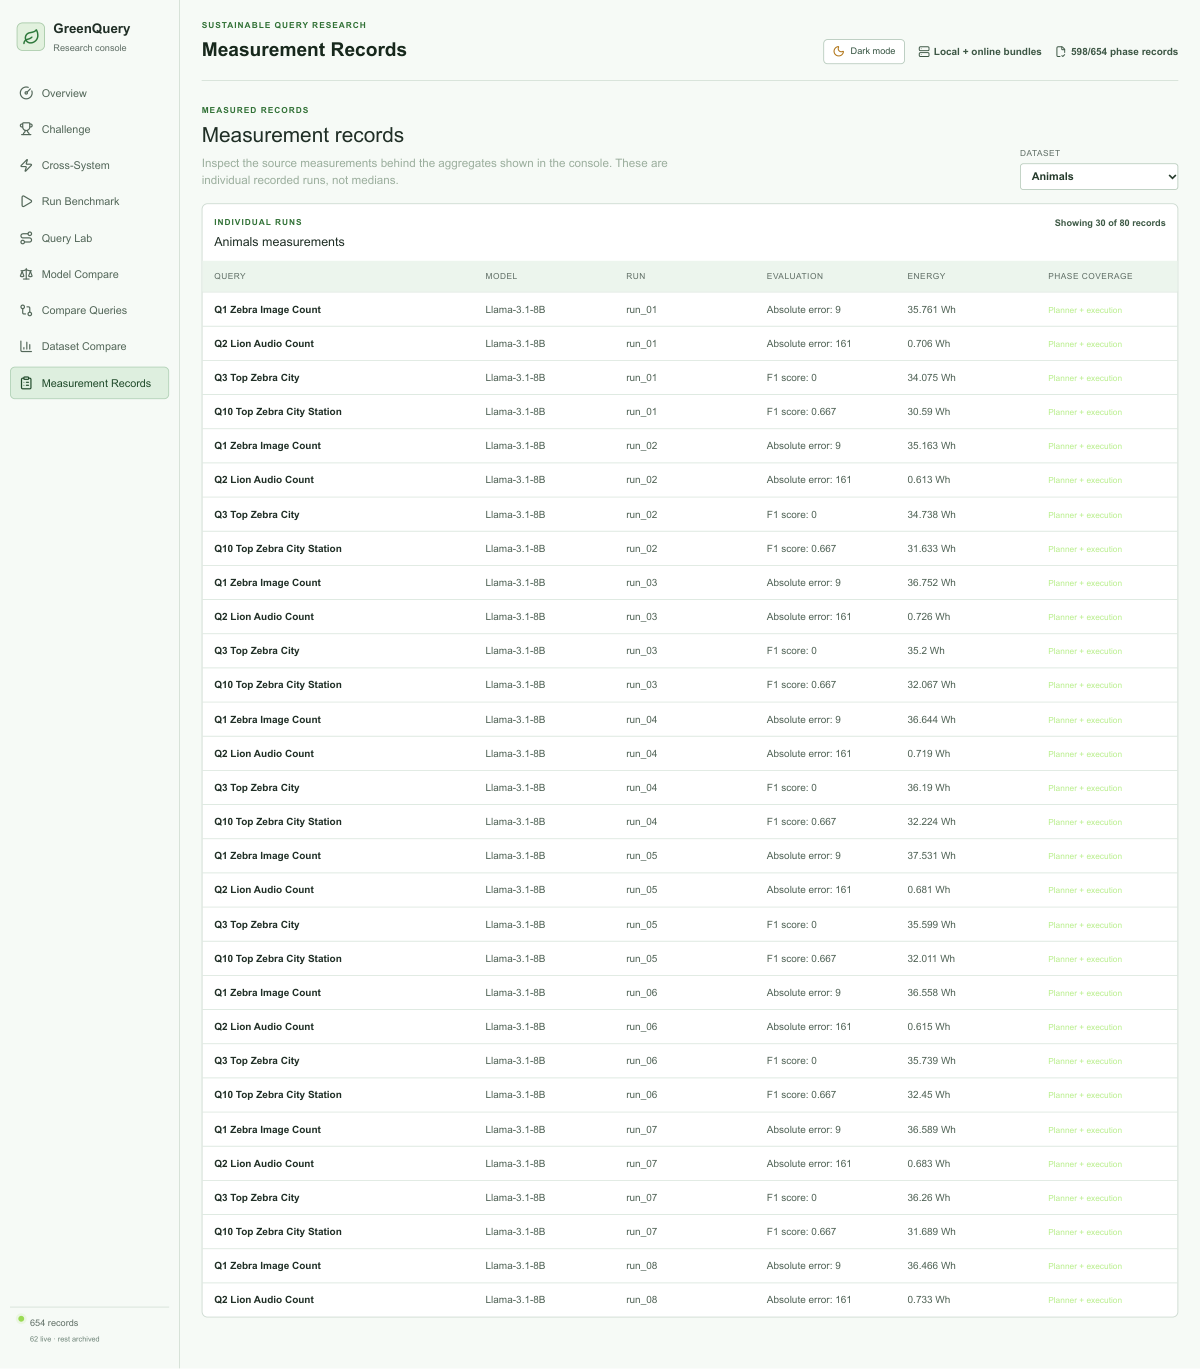 GreenQuery
Research console
Overview
Challenge
Cross-System
Run Benchmark
Query Lab
Model Compare
Compare Queries
Dataset Compare
Measurement Records
654 records
62 live · rest archived
SUSTAINABLE QUERY RESEARCH
Measurement Records
Dark mode
Local + online bundles
598/654 phase records
MEASURED RECORDS
Measurement records
Inspect the source measurements behind the aggregates shown in the console. These are
individual recorded runs, not medians.
DATASET
Animals
INDIVIDUAL RUNS
Animals measurements
Showing 30 of 80 records
QUERY MODEL RUN EVALUATION ENERGY PHASE COVERAGE
Q1 Zebra Image Count Llama-3.1-8B run_01 Absolute error: 9 35.761 Wh Planner + execution
Q2 Lion Audio Count Llama-3.1-8B run_01 Absolute error: 161 0.706 Wh Planner + execution
Q3 Top Zebra City Llama-3.1-8B run_01 F1 score: 0 34.075 Wh Planner + execution
Q10 Top Zebra City Station Llama-3.1-8B run_01 F1 score: 0.667 30.59 Wh Planner + execution
Q1 Zebra Image Count Llama-3.1-8B run_02 Absolute error: 9 35.163 Wh Planner + execution
Q2 Lion Audio Count Llama-3.1-8B run_02 Absolute error: 161 0.613 Wh Planner + execution
Q3 Top Zebra City Llama-3.1-8B run_02 F1 score: 0 34.738 Wh Planner + execution
Q10 Top Zebra City Station Llama-3.1-8B run_02 F1 score: 0.667 31.633 Wh Planner + execution
Q1 Zebra Image Count Llama-3.1-8B run_03 Absolute error: 9 36.752 Wh Planner + execution
Q2 Lion Audio Count Llama-3.1-8B run_03 Absolute error: 161 0.726 Wh Planner + execution
Q3 Top Zebra City Llama-3.1-8B run_03 F1 score: 0 35.2 Wh Planner + execution
Q10 Top Zebra City Station Llama-3.1-8B run_03 F1 score: 0.667 32.067 Wh Planner + execution
Q1 Zebra Image Count Llama-3.1-8B run_04 Absolute error: 9 36.644 Wh Planner + execution
Q2 Lion Audio Count Llama-3.1-8B run_04 Absolute error: 161 0.719 Wh Planner + execution
Q3 Top Zebra City Llama-3.1-8B run_04 F1 score: 0 36.19 Wh Planner + execution
Q10 Top Zebra City Station Llama-3.1-8B run_04 F1 score: 0.667 32.224 Wh Planner + execution
Q1 Zebra Image Count Llama-3.1-8B run_05 Absolute error: 9 37.531 Wh Planner + execution
Q2 Lion Audio Count Llama-3.1-8B run_05 Absolute error: 161 0.681 Wh Planner + execution
Q3 Top Zebra City Llama-3.1-8B run_05 F1 score: 0 35.599 Wh Planner + execution
Q10 Top Zebra City Station Llama-3.1-8B run_05 F1 score: 0.667 32.011 Wh Planner + execution
Q1 Zebra Image Count Llama-3.1-8B run_06 Absolute error: 9 36.558 Wh Planner + execution
Q2 Lion Audio Count Llama-3.1-8B run_06 Absolute error: 161 0.615 Wh Planner + execution
Q3 Top Zebra City Llama-3.1-8B run_06 F1 score: 0 35.739 Wh Planner + execution
Q10 Top Zebra City Station Llama-3.1-8B run_06 F1 score: 0.667 32.45 Wh Planner + execution
Q1 Zebra Image Count Llama-3.1-8B run_07 Absolute error: 9 36.589 Wh Planner + execution
Q2 Lion Audio Count Llama-3.1-8B run_07 Absolute error: 161 0.683 Wh Planner + execution
Q3 Top Zebra City Llama-3.1-8B run_07 F1 score: 0 36.26 Wh Planner + execution
Q10 Top Zebra City Station Llama-3.1-8B run_07 F1 score: 0.667 31.689 Wh Planner + execution
Q1 Zebra Image Count Llama-3.1-8B run_08 Absolute error: 9 36.466 Wh Planner + execution
Q2 Lion Audio Count Llama-3.1-8B run_08 Absolute error: 161 0.733 Wh Planner + execution